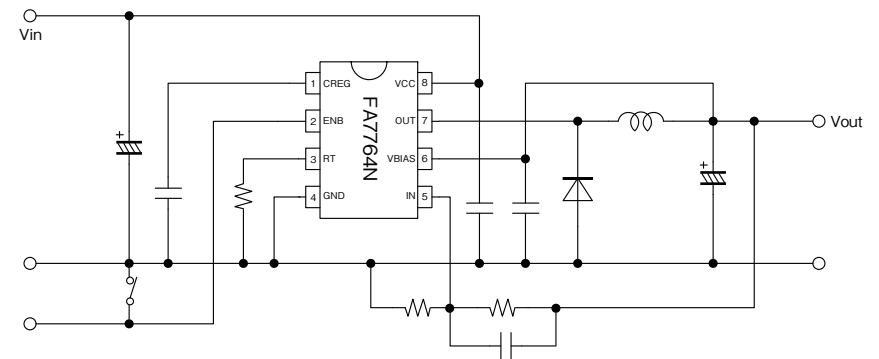 Vin
+
1 CREG
VCC 8
2 ENB
OUT 7
3 RT
VBIAS 6
4 GND
IN 5
FA7764N
Vout
+